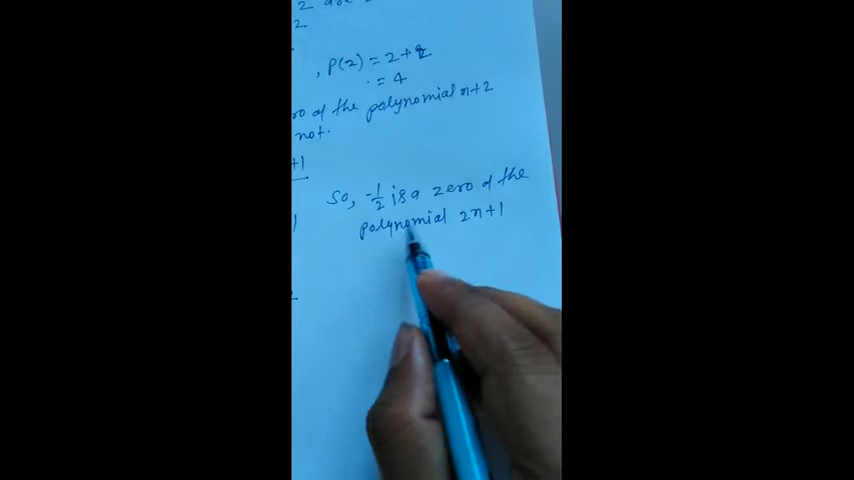 , P(2) = 2+2
= 4
of the polynomial x+2
not.
+1
So, -1/2 is a zero of the
polynomial 2x+1